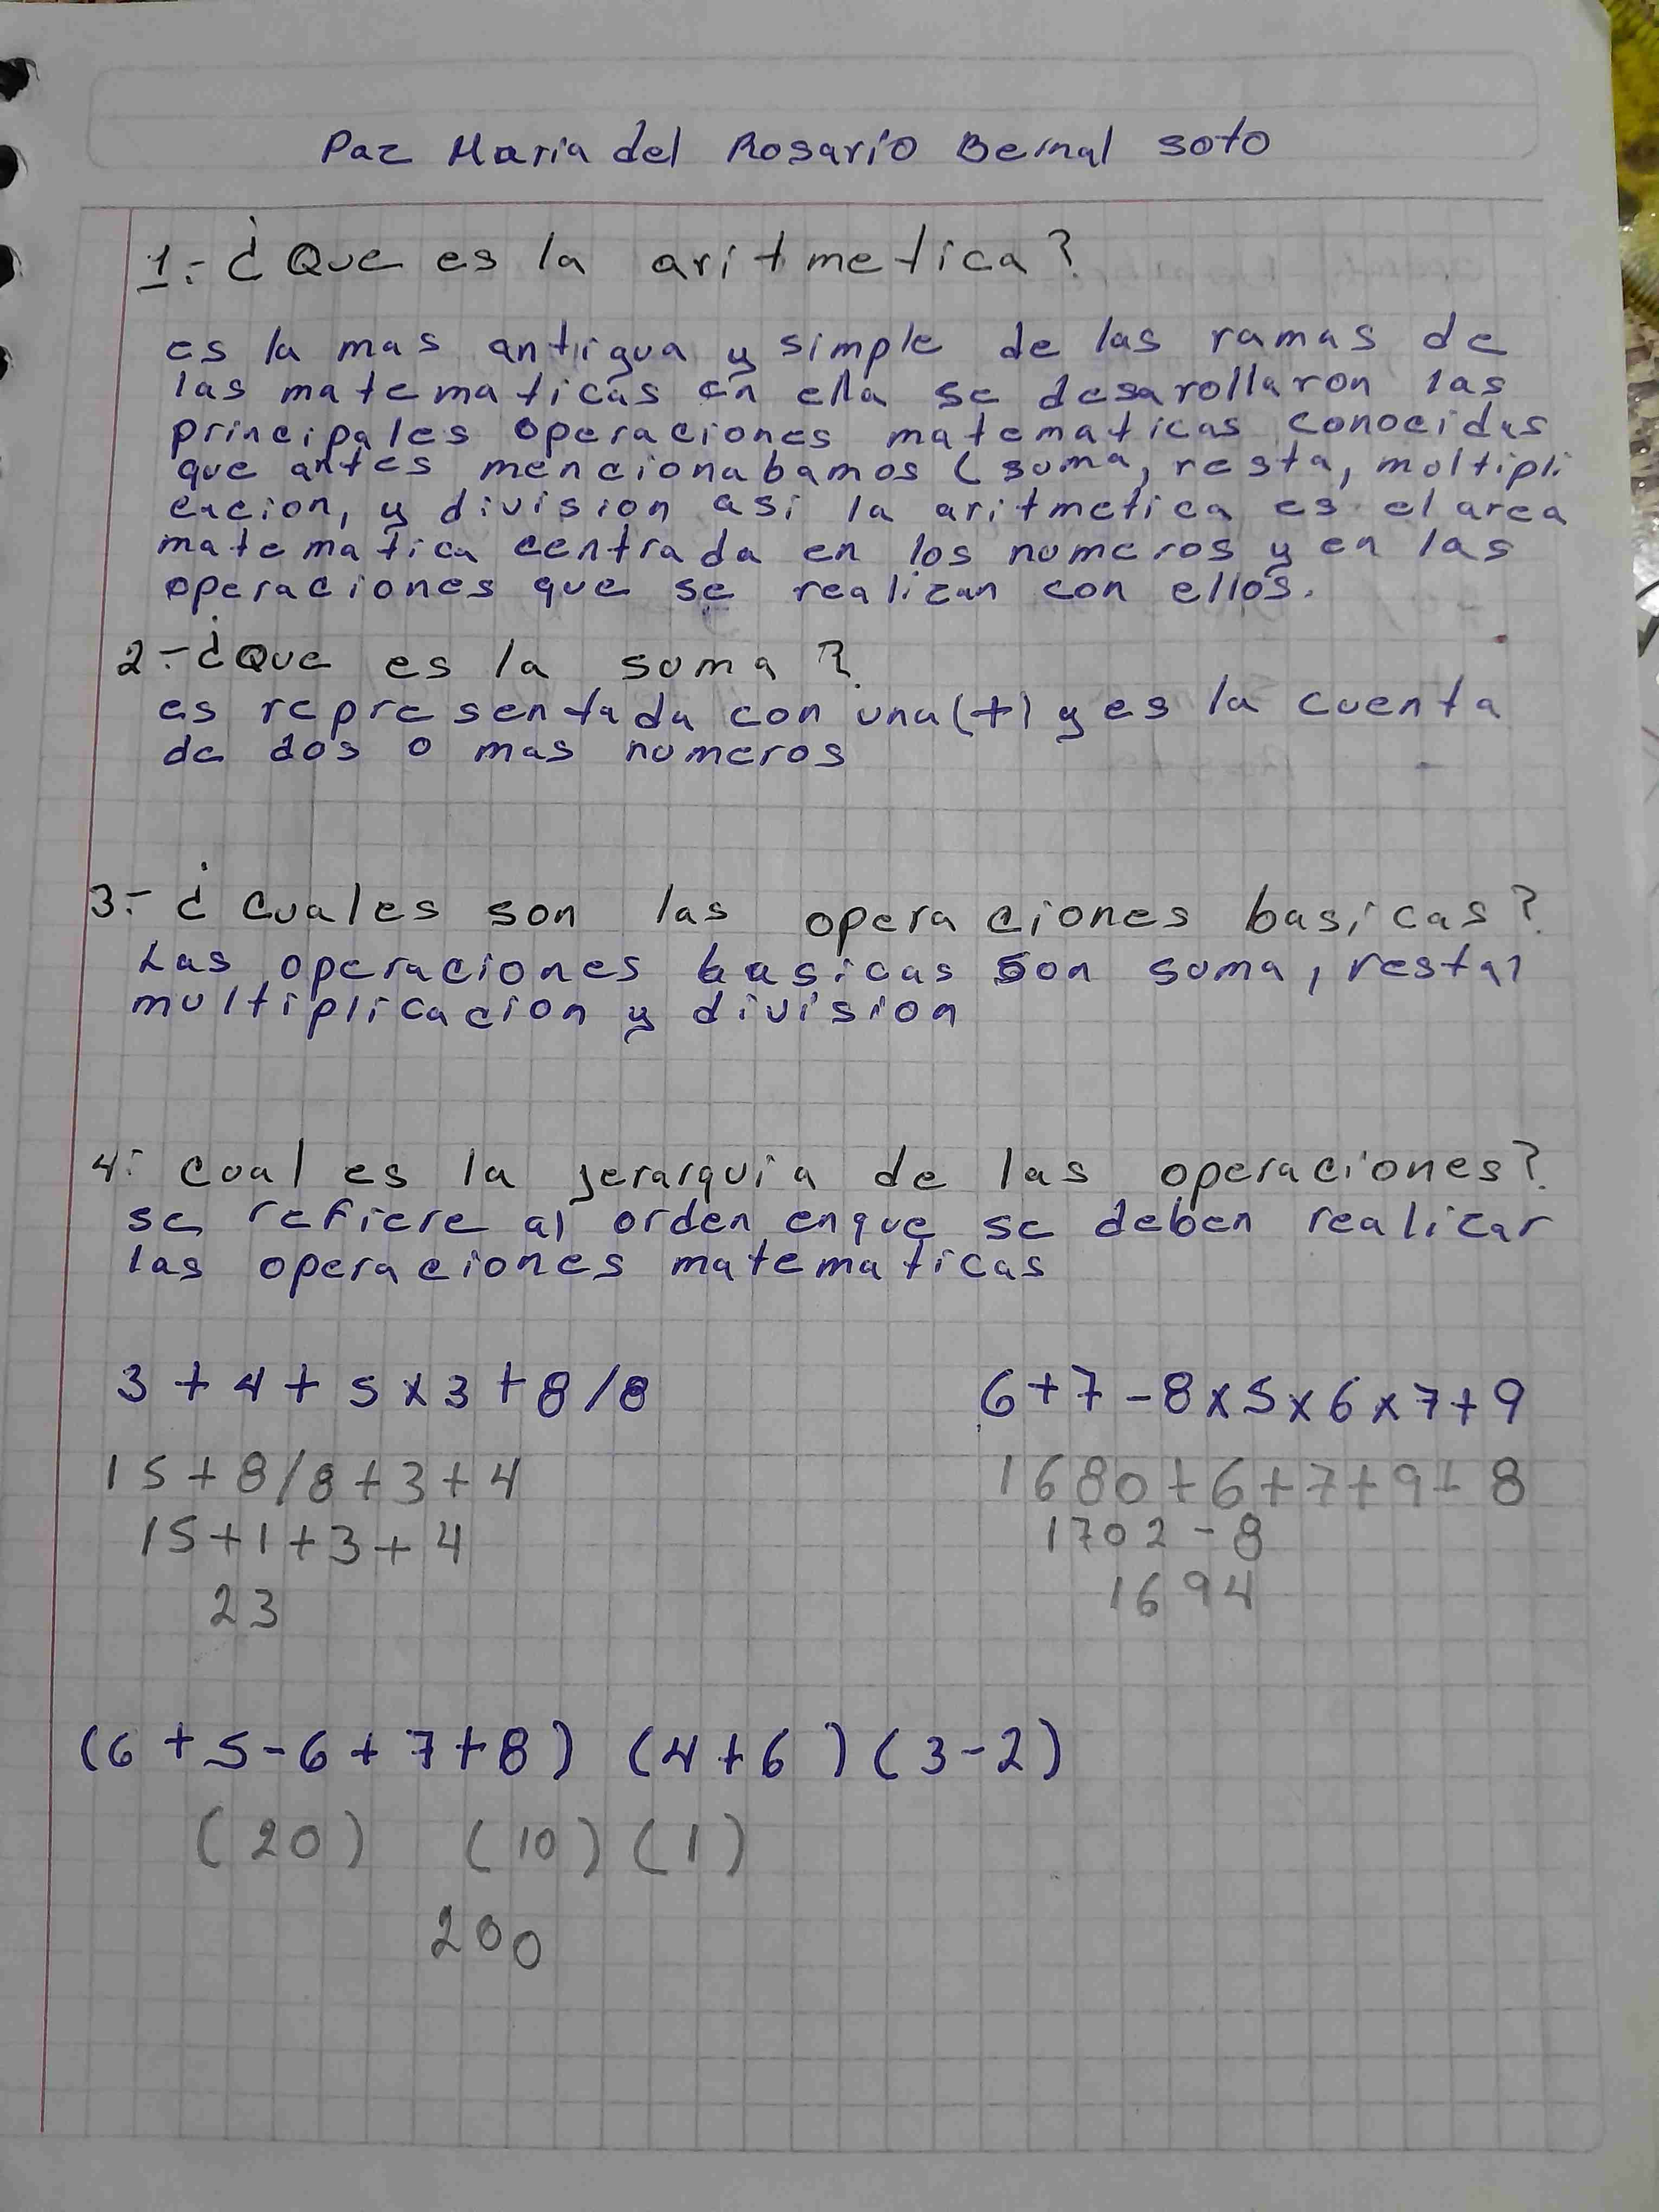 Paz Maria del Rosario Bernal soto
1.- ¿Que es la aritmetica?
es la mas antigua y simple de las ramas de
las matematicas en ella se desarollaron las
principales operaciones matematicas conocidas
que antes mencionabamos (suma, resta, moltipli
cacion, y division asi la aritmetica es el area
matematica centrada en los numeros y en las
operaciones que se realizan con ellos.
2-¿Que es la suma?
es representada con una (+) y es la cuenta
de dos o mas numeros
3- ¿cuales son las operaciones basicas?
Las operaciones basicas son suma, resta,
multiplicacion y division
4: cual es la jerarquia de las operaciones?
se refiere al orden enque se deben realizar
las operaciones matematicas
3 + 4 + 5 x 3 + 8 / 8
15 + 8 / 8 + 3 + 4
15 + 1 + 3 + 4
23
6 + 7 - 8 x 5 x 6 x 7 + 9
1680 + 6 + 7 + 9 - 8
1702 - 8
1694
(6 + 5 - 6 + 7 + 8) (4 + 6) (3 - 2)
(20) (10) (1)
200